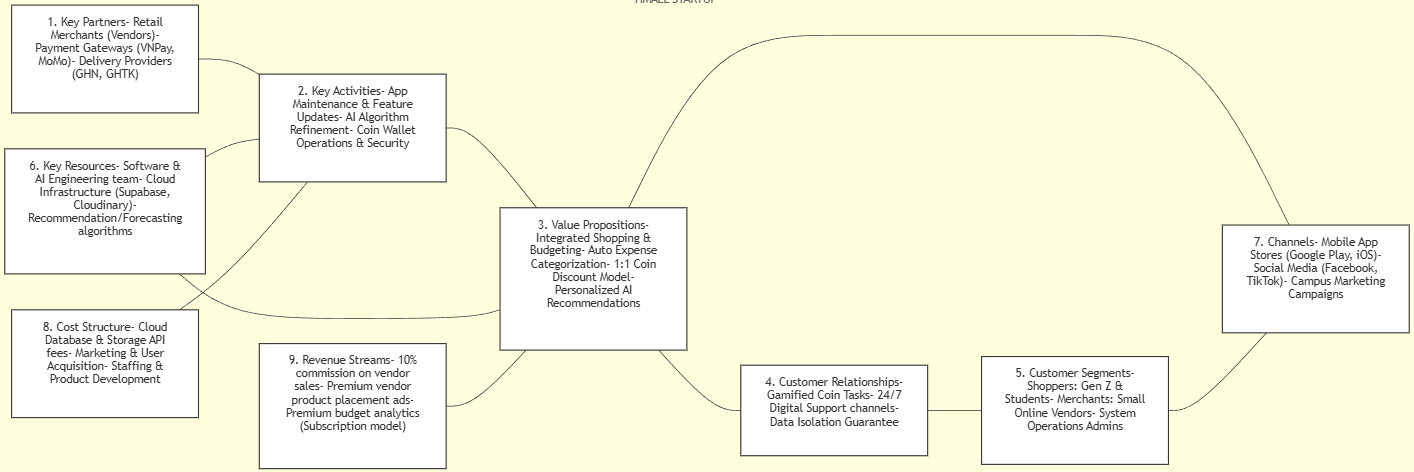 1. Key Partners- Retail
Merchants (Vendors)-
Payment Gateways (VNPay,
MoMo)- Delivery Providers
(GHN, GHTK)
2. Key Activities- App
Maintenance & Feature
Updates- AI Algorithm
Refinement- Coin Wallet
Operations & Security
6. Key Resources- Software &
AI Engineering team- Cloud
Infrastructure (Supabase,
Cloudinary)-
Recommendation/Forecasting
algorithms
3. Value Propositions-
Integrated Shopping &
Budgeting- Auto Expense
Categorization- 1:1 Coin
Discount Model-
Personalized AI
Recommendations
7. Channels- Mobile App
Stores (Google Play, iOS)-
Social Media (Facebook,
TikTok)- Campus Marketing
Campaigns
8. Cost Structure- Cloud
Database & Storage API
fees- Marketing & User
Acquisition- Staffing &
Product Development
9. Revenue Streams- 10%
commission on vendor
sales- Premium vendor
product placement ads-
Premium budget analytics
(Subscription model)
4. Customer Relationships-
Gamified Coin Tasks- 24/7
Digital Support channels-
Data Isolation Guarantee
5. Customer Segments-
Shoppers: Gen Z &
Students- Merchants: Small
Online Vendors- System
Operations Admins